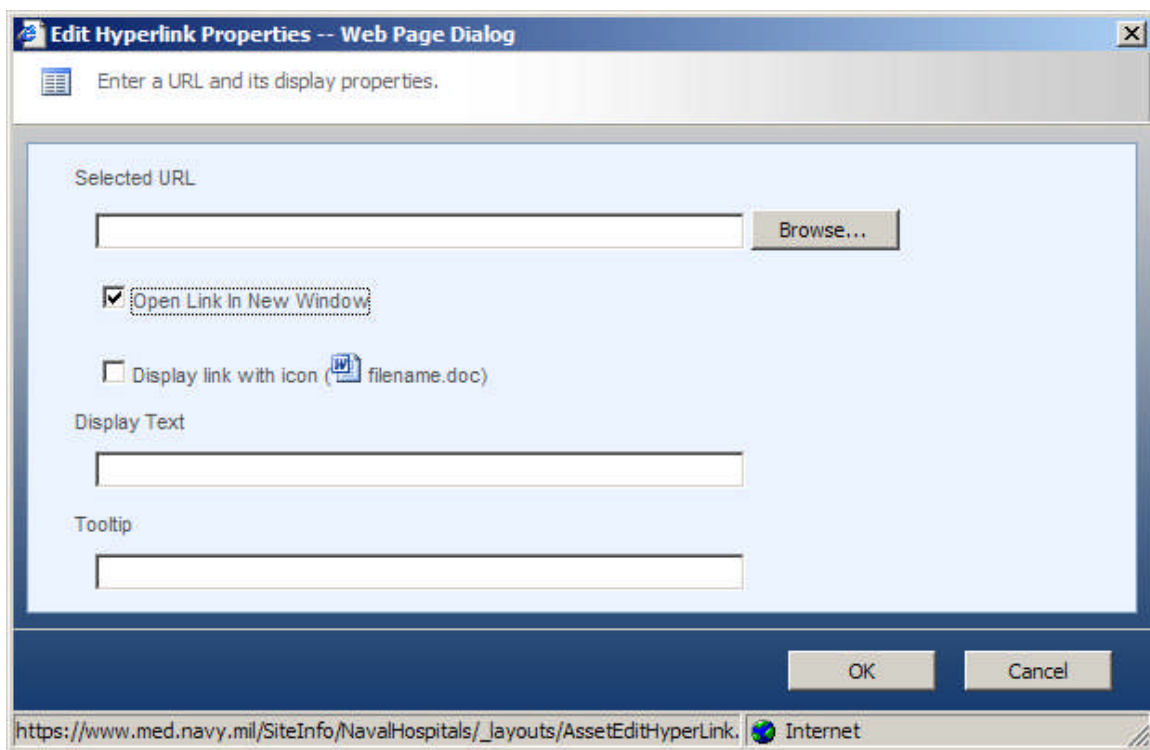 Edit Hyperlink Properties -- Web Page Dialog
Enter a URL and its display properties.
Selected URL
Browse...
Open Link In New Window
Display link with icon ( filename.doc)
Display Text
Tooltip
OK Cancel
https://www.med.navy.mil/SiteInfo/NavalHospitals/_layouts/AssetEditHyperLink. Internet